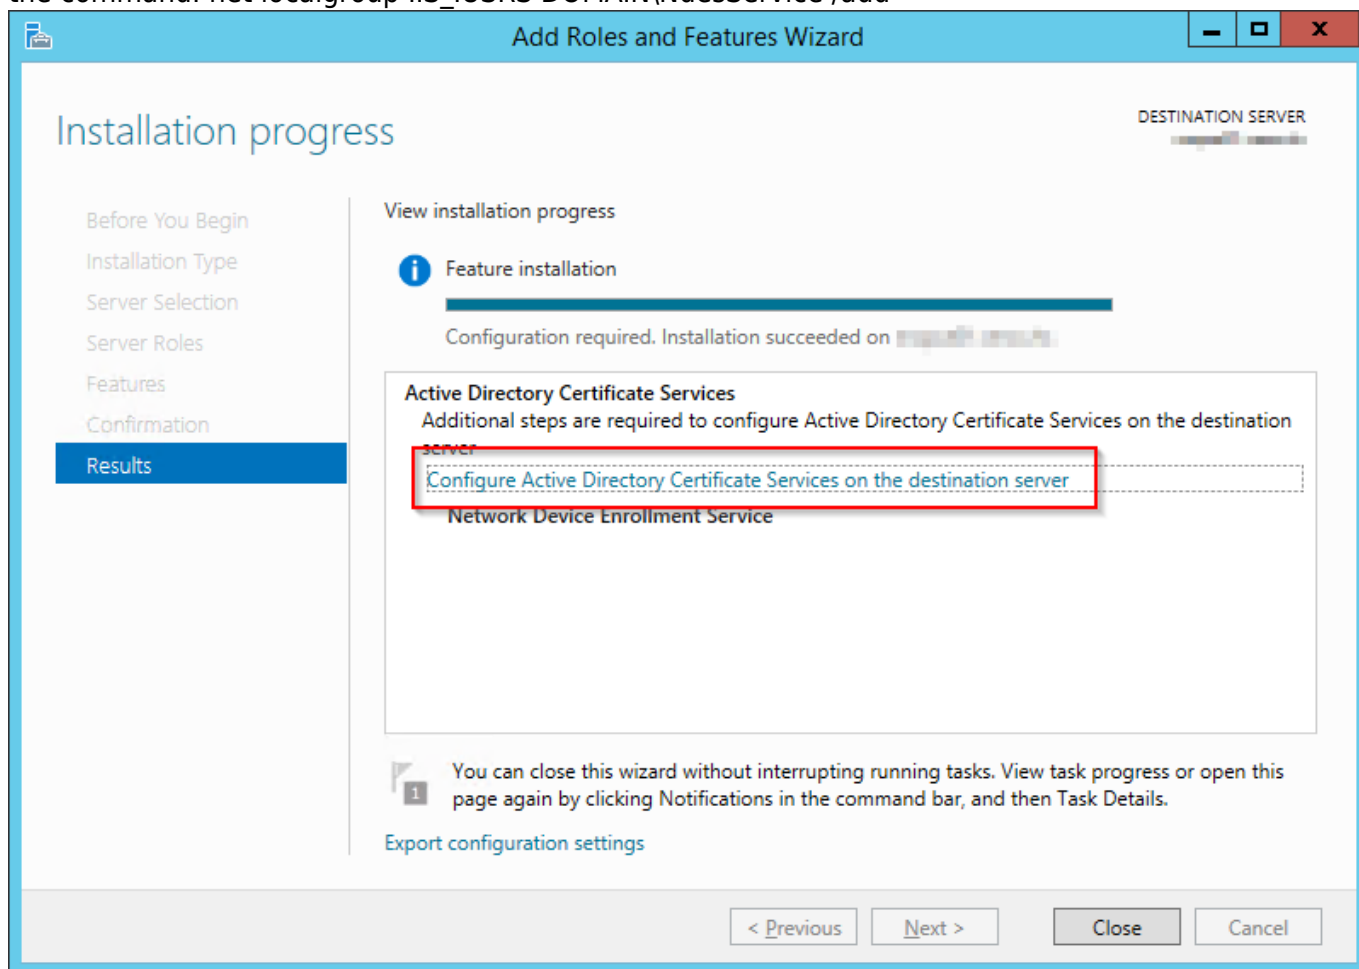 Add Roles and Features Wizard
Installation progress
DESTINATION SERVER
Before You Begin
Installation Type
Server Selection
Server Roles
Features
Confirmation
Results
View installation progress
Feature installation
Configuration required. Installation succeeded on
Active Directory Certificate Services
Additional steps are required to configure Active Directory Certificate Services on the destination
server
Configure Active Directory Certificate Services on the destination server
Network Device Enrollment Service
1
You can close this wizard without interrupting running tasks. View task progress or open this
page again by clicking Notifications in the command bar, and then Task Details.
Export configuration settings
< Previous
Next >
Close
Cancel